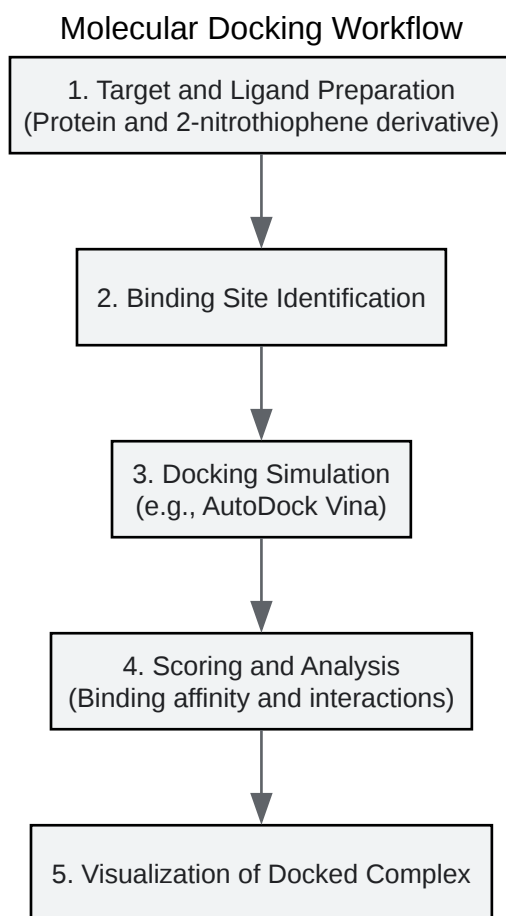 Molecular Docking Workflow
1. Target and Ligand Preparation
(Protein and 2-nitrothiophene derivative)
2. Binding Site Identification
3. Docking Simulation
(e.g., AutoDock Vina)
4. Scoring and Analysis
(Binding affinity and interactions)
5. Visualization of Docked Complex